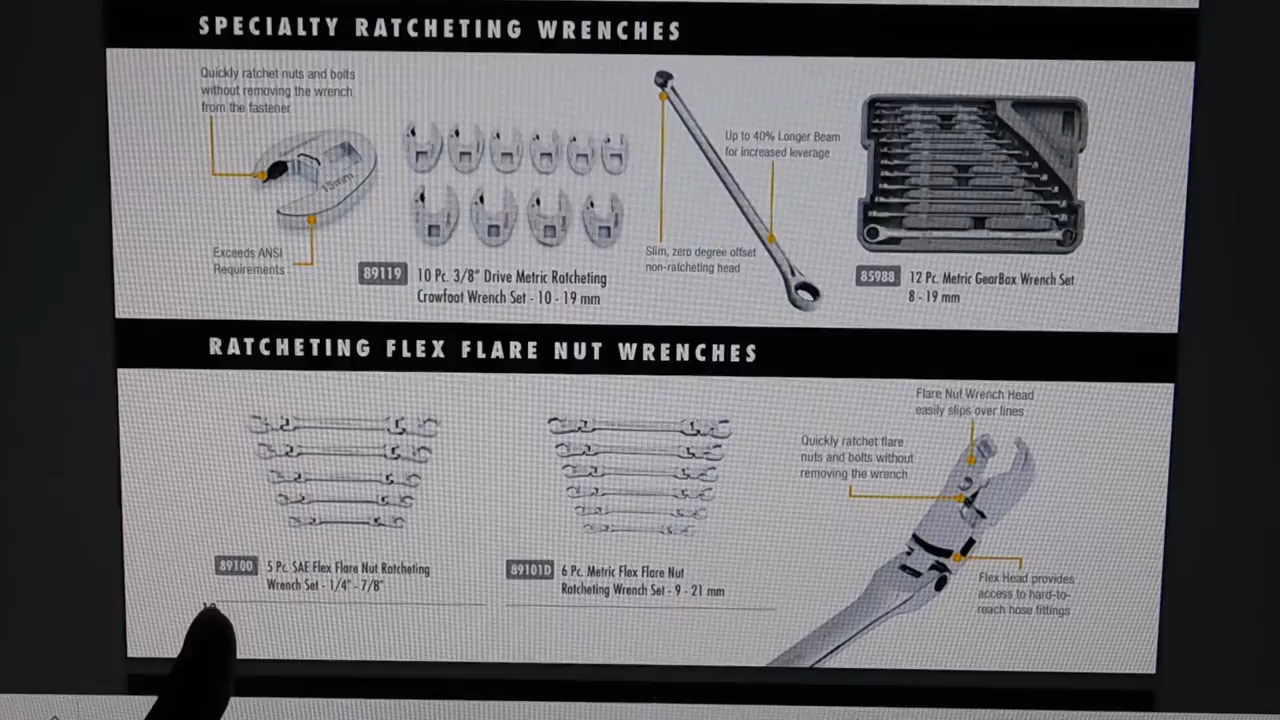 SPECIALTY RATCHETING WRENCHES
Quickly ratchet nuts and bolts
without removing the wrench
from the fastener
15mm
Exceeds ANSI
Requirements
89119
10 Pc. 3/8" Drive Metric Ratcheting
Crowfoot Wrench Set - 10 - 19 mm
Up to 40% Longer Beam
for increased leverage
Slim, zero degree offset
non-ratcheting head
85988
12 Pc. Metric GearBox Wrench Set
8 - 19 mm
RATCHETING FLEX FLARE NUT WRENCHES
89100
5 Pc. SAE Flex Flare Nut Ratcheting
Wrench Set - 1/4" - 7/8"
89101D
6 Pc. Metric Flex Flare Nut
Ratcheting Wrench Set - 9 - 21 mm
Flare Nut Wrench Head
easily slips over lines
Quickly ratchet flare
nuts and bolts without
removing the wrench
Flex Head provides
access to hard-to-
reach hose fittings